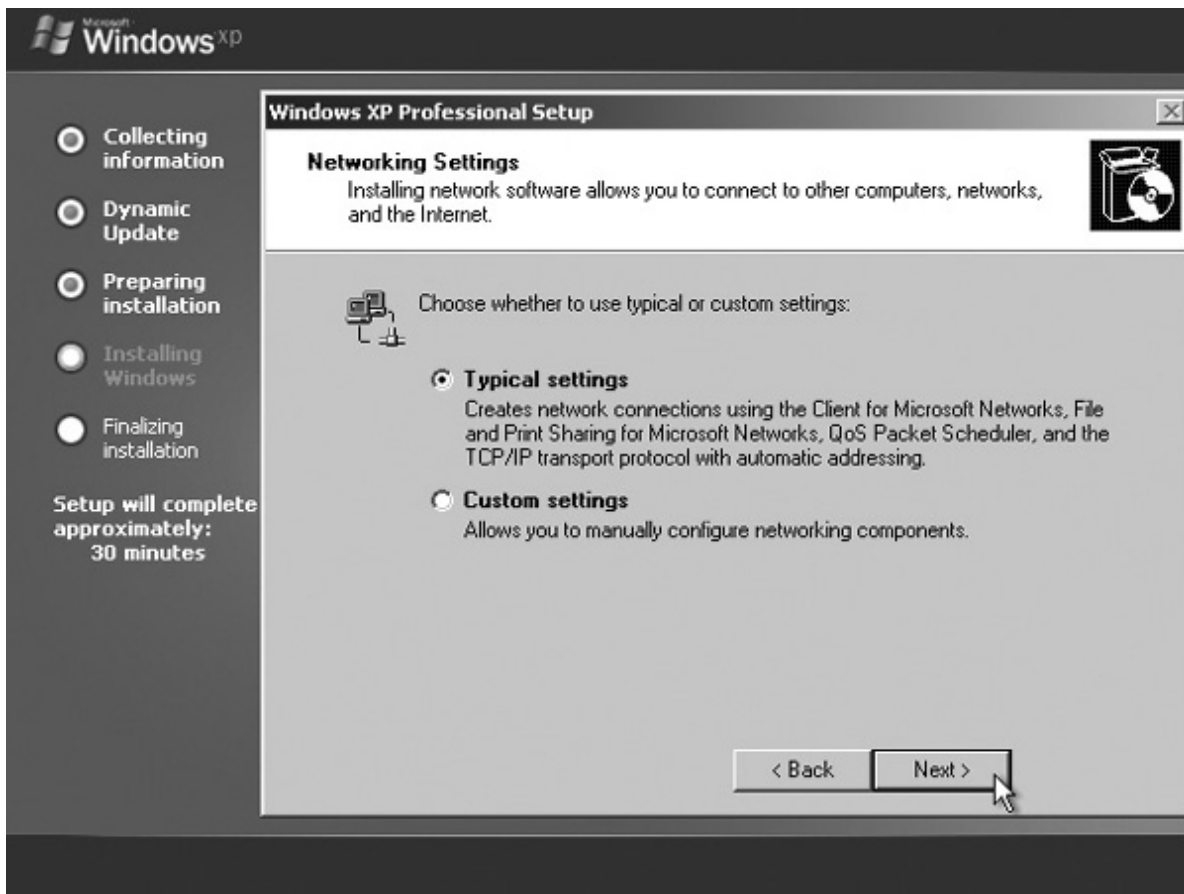 Microsoft
Windows xp
Collecting
information
Dynamic
Update
Preparing
installation
Installing
Windows
Finalizing
installation
Setup will complete
approximately:
30 minutes
Windows XP Professional Setup
Networking Settings
Installing network software allows you to connect to other computers, networks,
and the Internet.
Choose whether to use typical or custom settings:
Typical settings
Creates network connections using the Client for Microsoft Networks, File
and Print Sharing for Microsoft Networks, QoS Packet Scheduler, and the
TCP/IP transport protocol with automatic addressing.
Custom settings
Allows you to manually configure networking components.
< Back
Next >